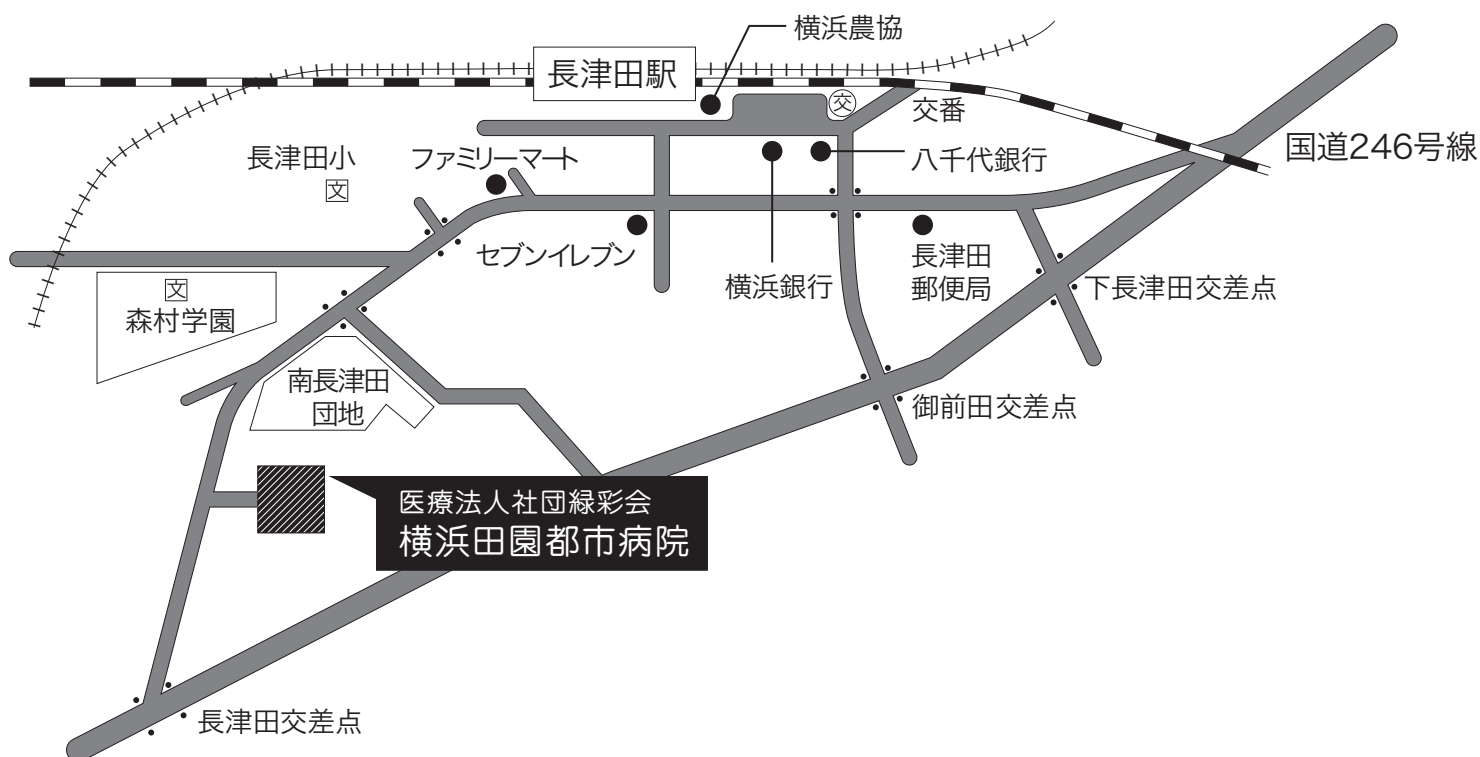 横浜農協
長津田駅
交
交番
国道246号線
長津田小
文
ファミリーマート
八千代銀行
セブンイレブン
横浜銀行
長津田
郵便局
下長津田交差点
文
森村学園
南長津田
団地
御前田交差点
医療法人社団緑彩会
横浜田園都市病院
長津田交差点